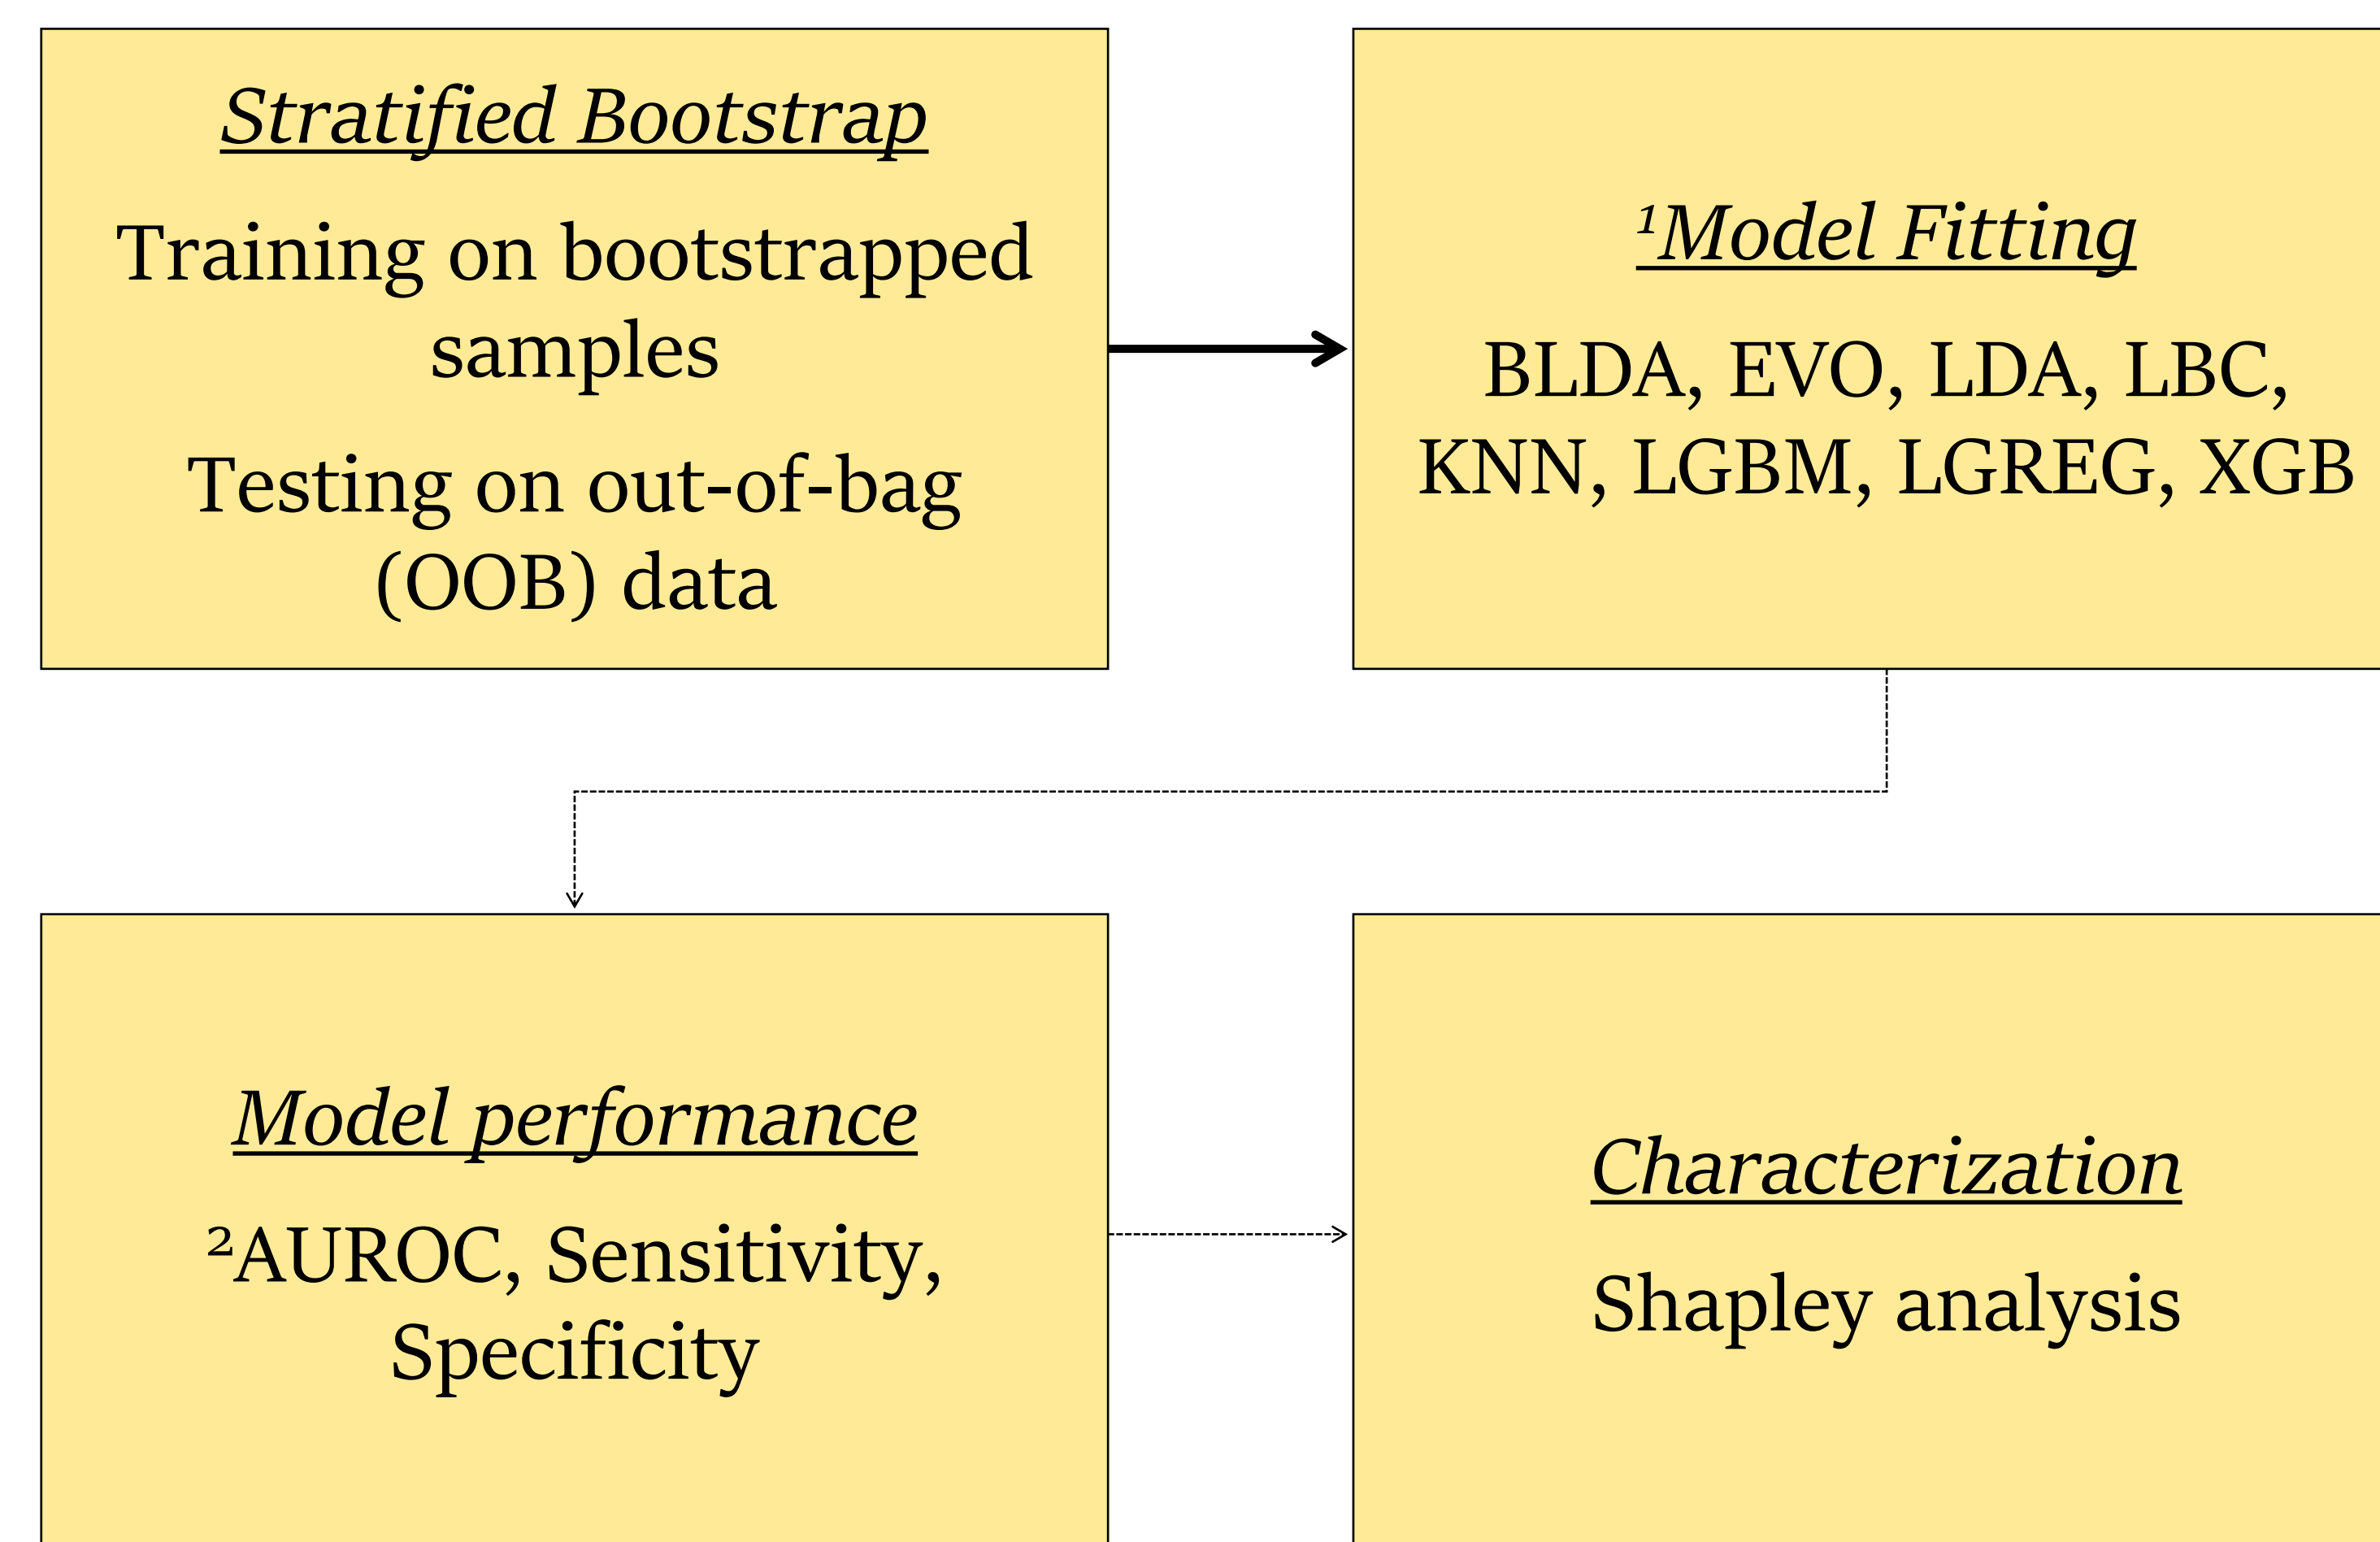 Stratified Bootstrap
Training on bootstrapped
samples
Testing on out-of-bag
(OOB) data
¹Model Fitting
BLDA, EVO, LDA, LBC,
KNN, LGBM, LGREG, XGB
Model performance
²AUROC, Sensitivity,
Specificity
Characterization
Shapley analysis